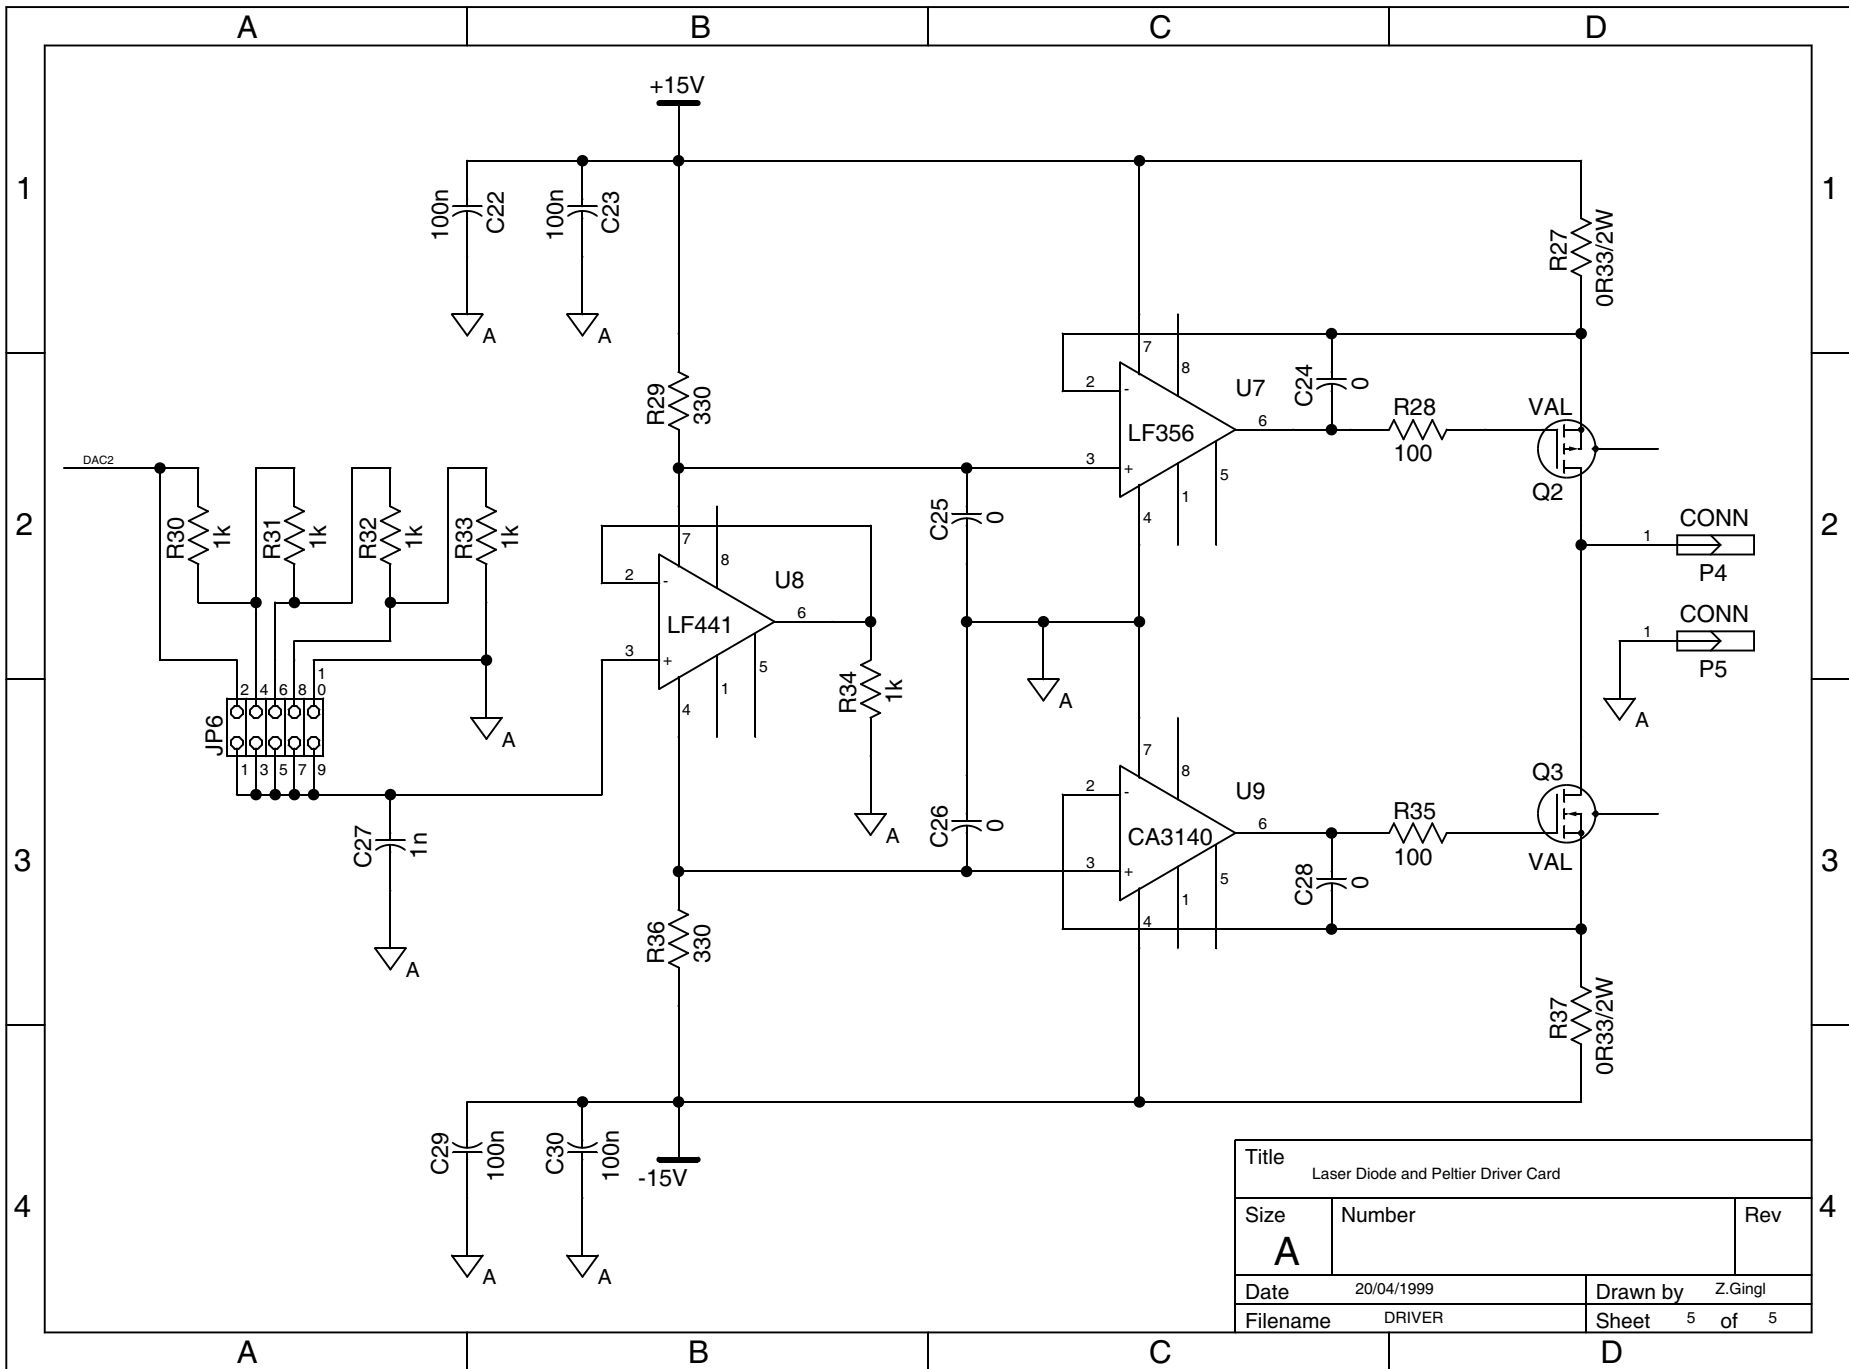 A B C D
+15V
1 1
100n C22
100n C23
A A
R27 0R33/2W
7
8
2 -
U7
LF356
6
3 +
5
1
4
C24 0
R28
100
VAL
Q2
R29 330
DAC2
R30 1k
R31 1k
R32 1k
R33 1k
2 2
C25 0
CONN
1
P4
CONN
1
P5
A
7
8
2 -
U8
LF441
6
3 +
5
1
4
R34 1k
A
A
JP6
2 4 6 8 10
1 3 5 7 9
A
C27 1n
A
3 3
C26 0
7
8
2 -
U9
CA3140
6
3 +
5
1
4
R35
100
C28 0
Q3
VAL
R36 330
R37 0R33/2W
C29 100n
C30 100n
-15V
A A
4 4
Title
Laser Diode and Peltier Driver Card
Size Number Rev
A
Date 20/04/1999 Drawn by Z.Gingl
Filename DRIVER Sheet 5 of 5
A B C D